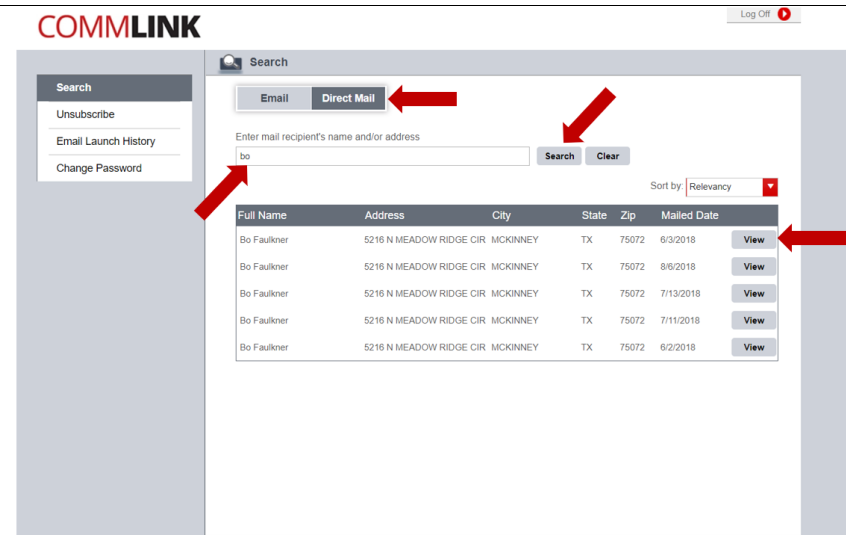 Log Off
COMMLINK
Search
Search
Unsubscribe
Email Launch History
Change Password
Email Direct Mail
Enter mail recipient's name and/or address
bo Search Clear
Sort by: Relevancy
Full Name Address City State Zip Mailed Date
Bo Faulkner 5216 N MEADOW RIDGE CIR MCKINNEY TX 75072 6/3/2018 View
Bo Faulkner 5216 N MEADOW RIDGE CIR MCKINNEY TX 75072 8/6/2018 View
Bo Faulkner 5216 N MEADOW RIDGE CIR MCKINNEY TX 75072 7/13/2018 View
Bo Faulkner 5216 N MEADOW RIDGE CIR MCKINNEY TX 75072 7/11/2018 View
Bo Faulkner 5216 N MEADOW RIDGE CIR MCKINNEY TX 75072 6/2/2018 View